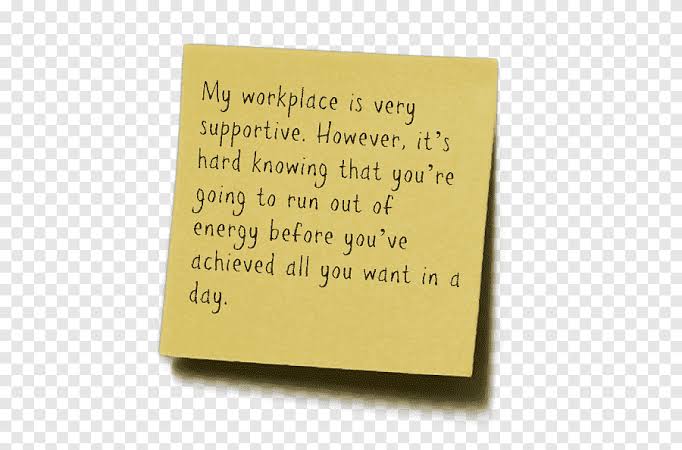 My workplace is very
supportive. However, it's
hard knowing that you're
going to run out of
energy before you've
achieved all you want in a
day.